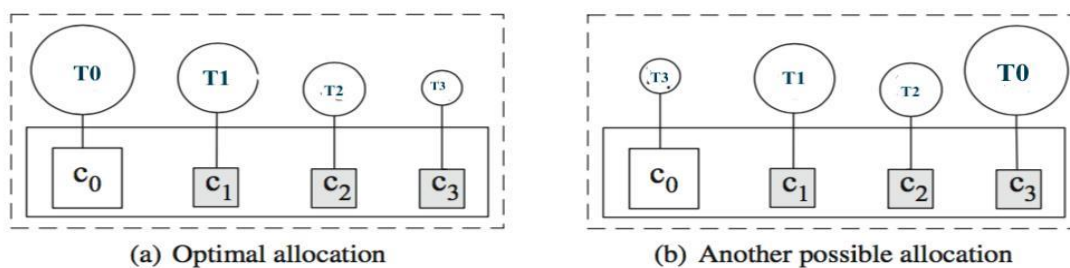 T0 T1 T2 T3
c0 c1 c2 c3
(a) Optimal allocation
T3 T1 T2 T0
c0 c1 c2 c3
(b) Another possible allocation